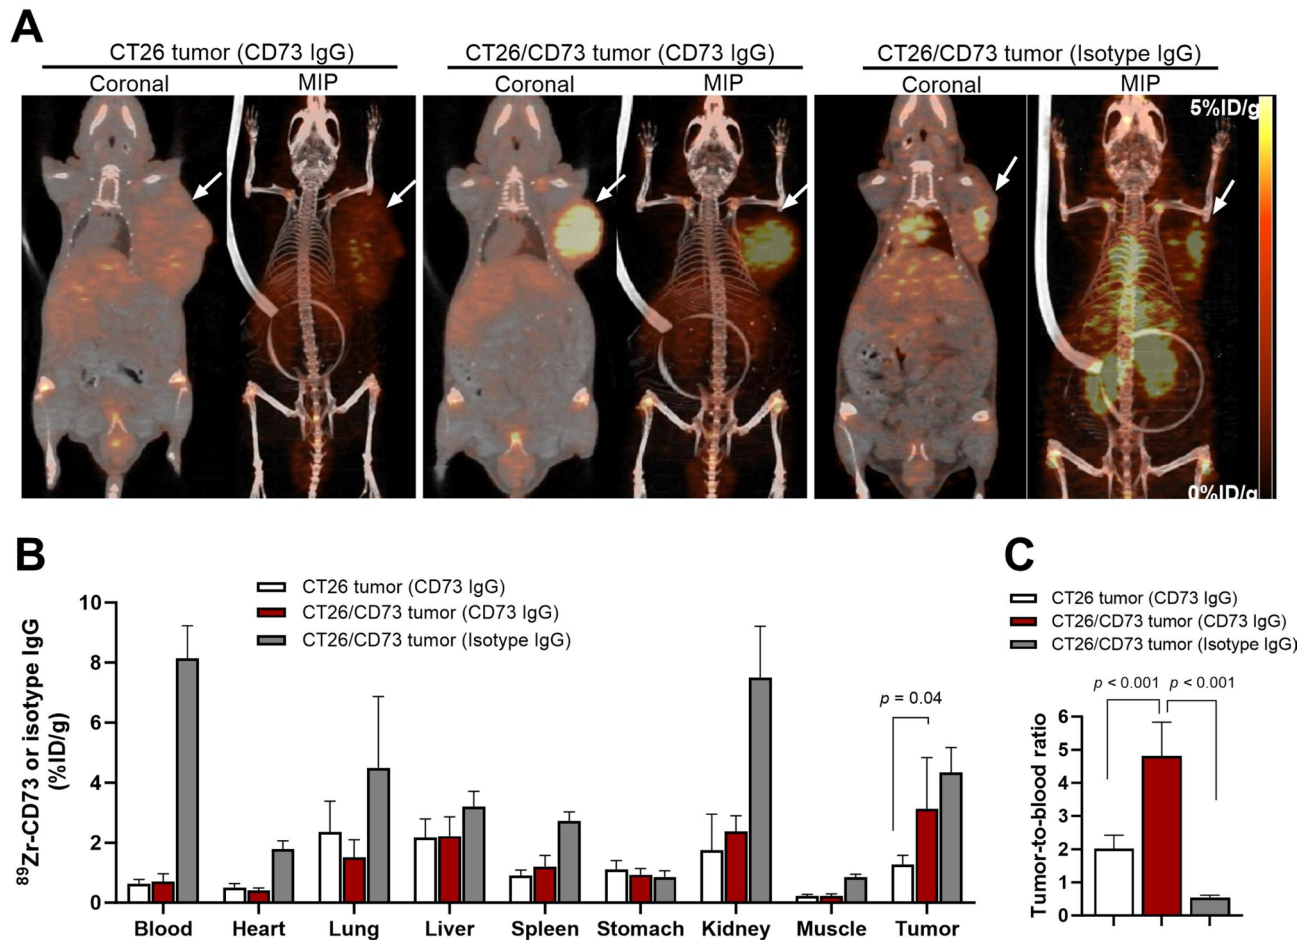 A
CT26 tumor (CD73 IgG)
Coronal
MIP
CT26/CD73 tumor (CD73 IgG)
Coronal
MIP
CT26/CD73 tumor (Isotype IgG)
Coronal
MIP
5%ID/g
0%ID/g
B
CT26 tumor (CD73 IgG)
CT26/CD73 tumor (CD73 IgG)
CT26/CD73 tumor (Isotype IgG)
⁸⁹Zr-CD73 or isotype IgG
(%ID/g)
10
8
6
4
2
0
p = 0.04
Blood
Heart
Lung
Liver
Spleen
Stomach
Kidney
Muscle
Tumor
C
CT26 tumor (CD73 IgG)
CT26/CD73 tumor (CD73 IgG)
CT26/CD73 tumor (Isotype IgG)
p < 0.001
p < 0.001
Tumor-to-blood ratio
6
5
4
3
2
1
0